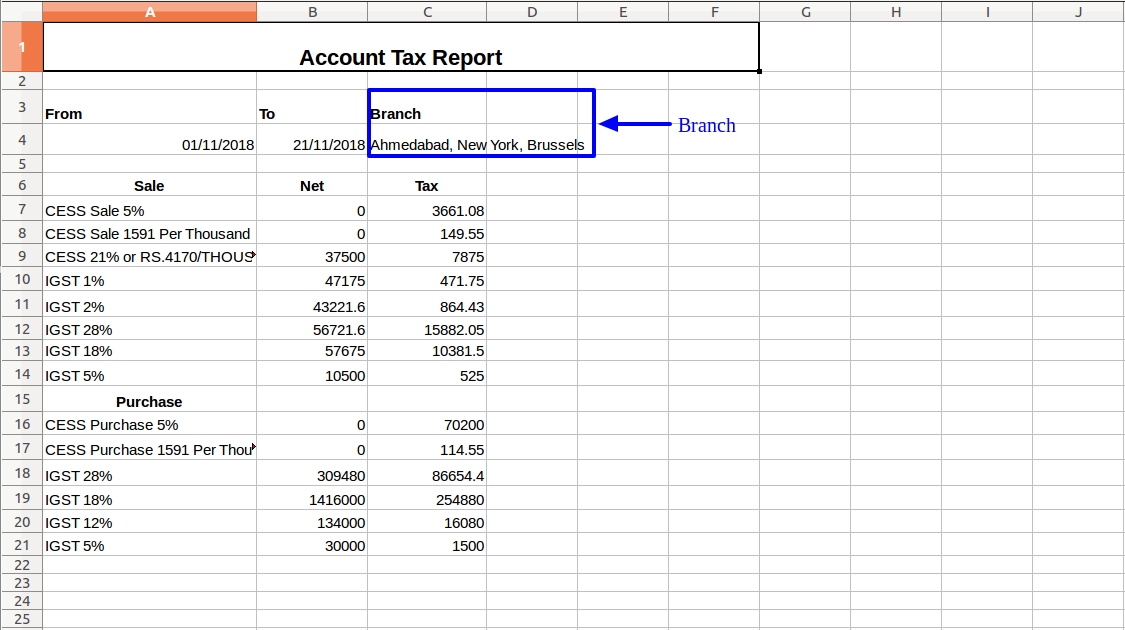 A B C D E F G H I J
1 Account Tax Report
2
3 From To Branch
Branch
4 01/11/2018 21/11/2018 Ahmedabad, New York, Brussels
5
6 Sale Net Tax
7 CESS Sale 5% 0 3661.08
8 CESS Sale 1591 Per Thousand 0 149.55
9 CESS 21% or RS.4170/THOUS 37500 7875
10 IGST 1% 47175 471.75
11 IGST 2% 43221.6 864.43
12 IGST 28% 56721.6 15882.05
13 IGST 18% 57675 10381.5
14 IGST 5% 10500 525
15 Purchase
16 CESS Purchase 5% 0 70200
17 CESS Purchase 1591 Per Thou 0 114.55
18 IGST 28% 309480 86654.4
19 IGST 18% 1416000 254880
20 IGST 12% 134000 16080
21 IGST 5% 30000 1500
22
23
24
25